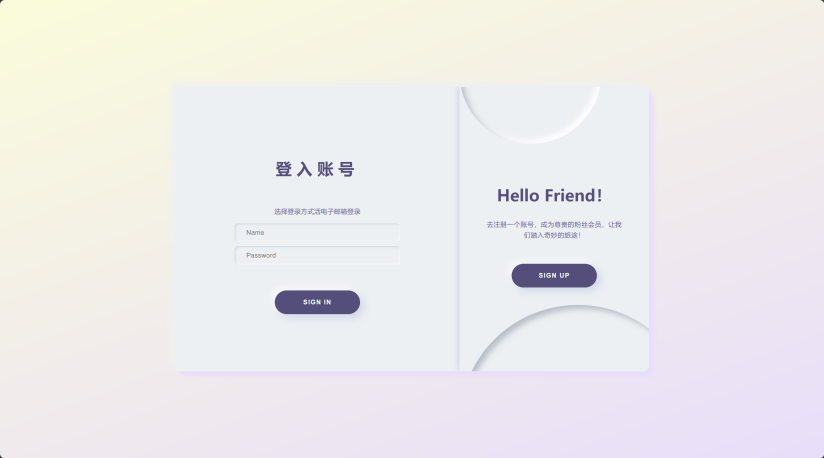 登入账号
选择登录方式活电子邮箱登录
Name
Password
SIGN IN
Hello Friend!
去注册一个账号，成为尊贵的粉丝会员，让我
们踏入奇妙的旅途！
SIGN UP